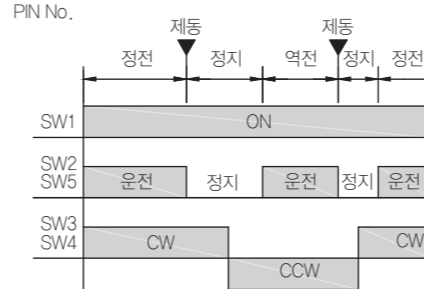 PIN No.
제동 제동
정전 정지 역전 정지 정전
SW1 ON
SW2
SW5 운전 정지 운전 정지 운전
SW3
SW4 CW CW
CCW